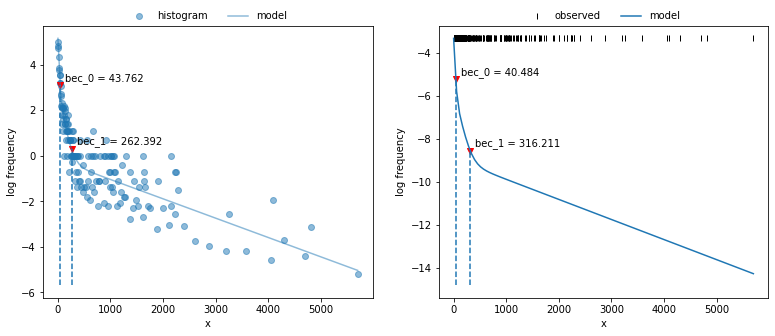 histogram model
4
2
0
−2
−4
−6
log frequency
bec_0 = 43.762
bec_1 = 262.392
0 1000 2000 3000 4000 5000
x
observed model
−4
−6
−8
−10
−12
−14
log frequency
bec_0 = 40.484
bec_1 = 316.211
0 1000 2000 3000 4000 5000
x